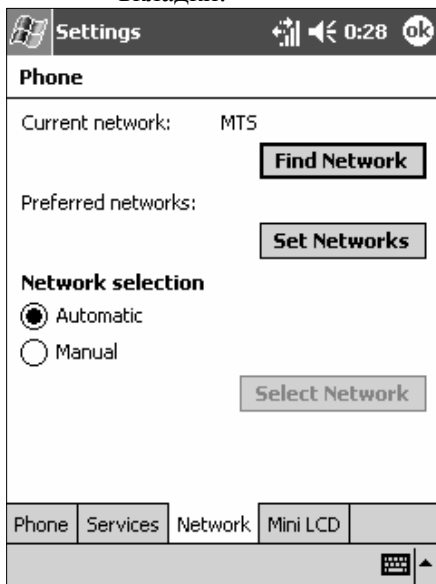 Settings 0:28 ok
Phone
Current network: MTS
Find Network
Preferred networks:
Set Networks
Network selection
Automatic
Manual
Select Network
Phone Services Network Mini LCD